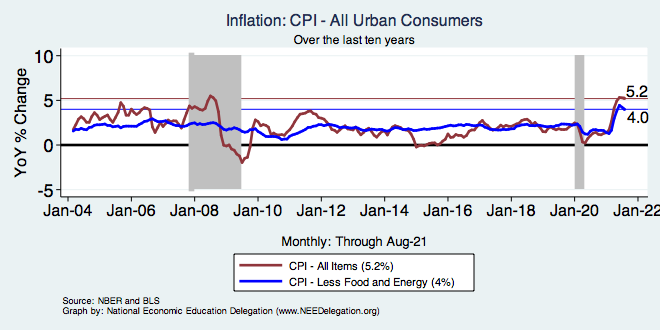 Inflation: CPI - All Urban Consumers
Over the last ten years
YoY % Change
10
5
0
-5
5.2
4.0
Jan-04 Jan-06 Jan-08 Jan-10 Jan-12 Jan-14 Jan-16 Jan-18 Jan-20 Jan-22
Monthly: Through Aug-21
CPI - All Items (5.2%)
CPI - Less Food and Energy (4%)
Source: NBER and BLS
Graph by: National Economic Education Delegation (www.NEEDelegation.org)